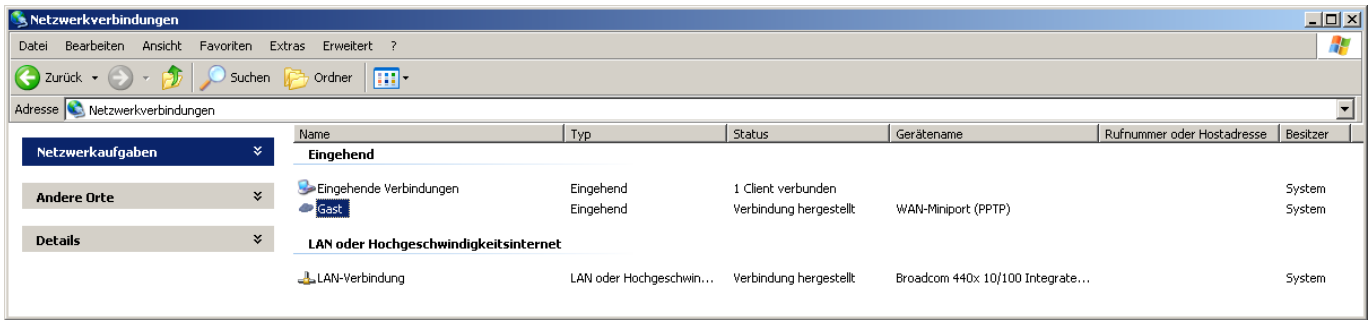 Netzwerkverbindungen
Datei Bearbeiten Ansicht Favoriten Extras Erweitert ?
Zurück Suchen Ordner
Adresse Netzwerkverbindungen
Name Typ Status Gerätename Rufnummer oder Hostadresse Besitzer
Netzwerkaufgaben
Andere Orte
Details
Eingehend
Eingehende Verbindungen Eingehend 1 Client verbunden System
Gast Eingehend Verbindung hergestellt WAN-Miniport (PPTP) System
LAN oder Hochgeschwindigkeitsinternet
LAN-Verbindung LAN oder Hochgeschwin... Verbindung hergestellt Broadcom 440x 10/100 Integrate... System